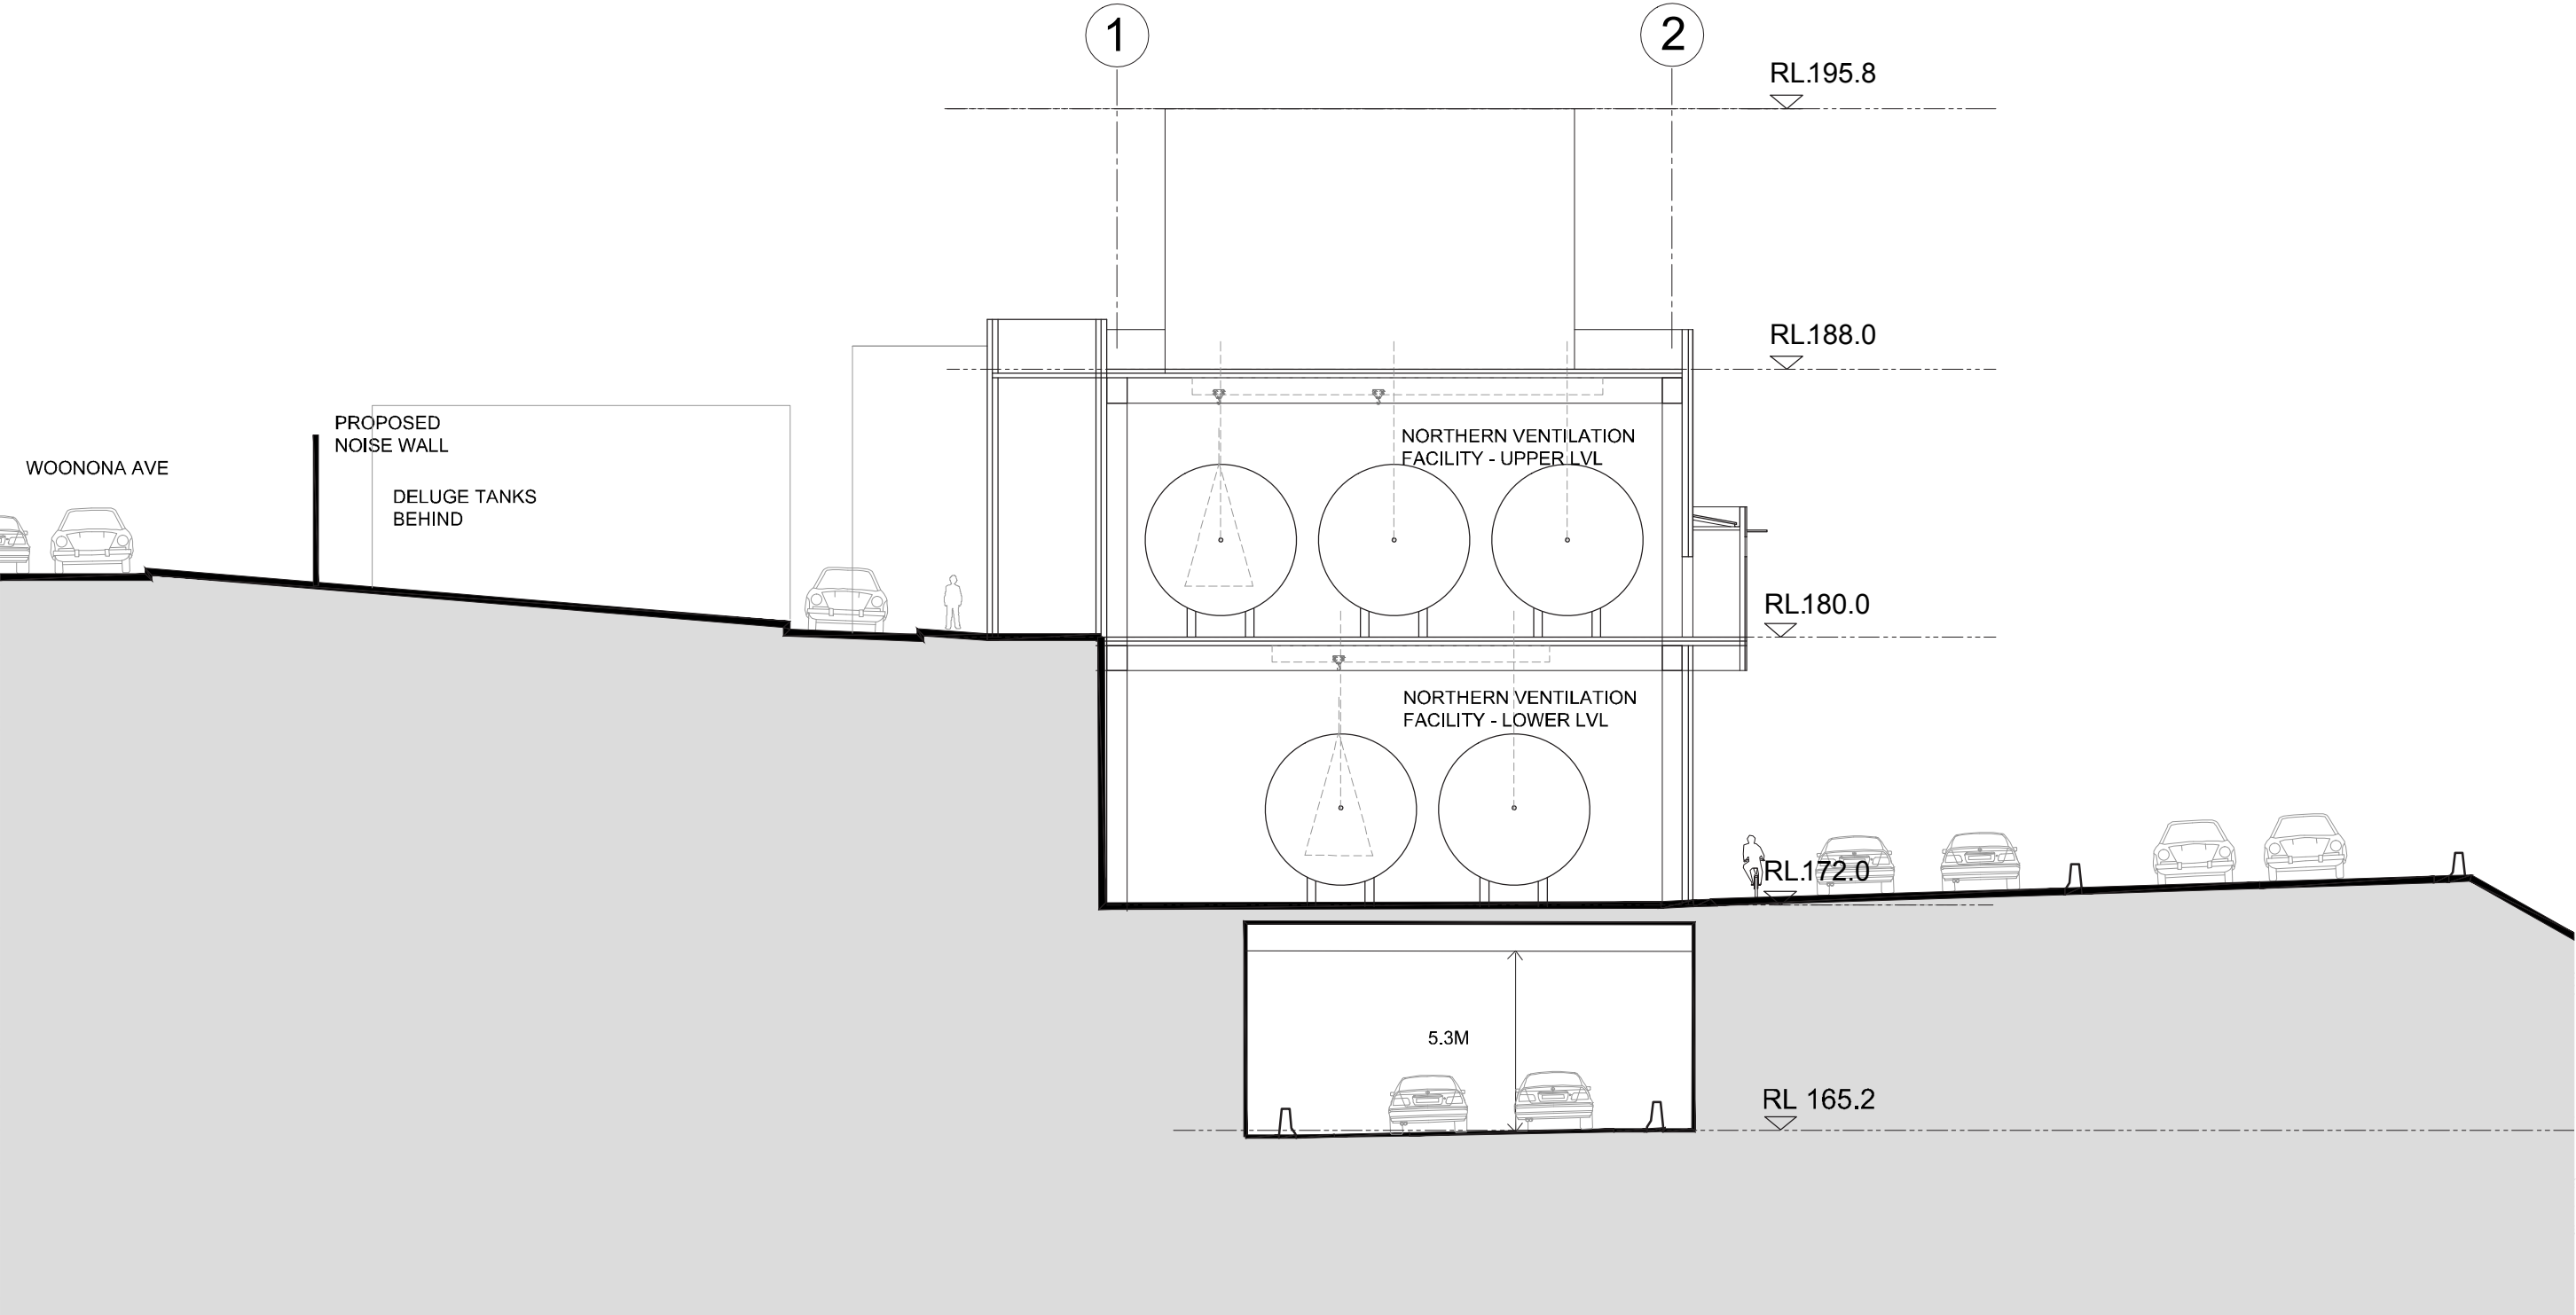 1
2
RL.195.8
RL.188.0
PROPOSED
NOISE WALL
WOONONA AVE
DELUGE TANKS
BEHIND
NORTHERN VENTILATION
FACILITY - UPPER LVL
RL.180.0
NORTHERN VENTILATION
FACILITY - LOWER LVL
RL.172.0
5.3M
RL 165.2